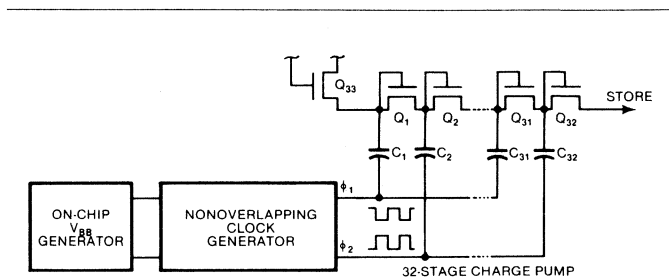 Q33
STORE
Q1
Q2
Q31
Q32
C1
C2
C31
C32
ϕ1
ON-CHIP
VBB
GENERATOR
NONOVERLAPPING
CLOCK
GENERATOR
ϕ2
32-STAGE CHARGE PUMP